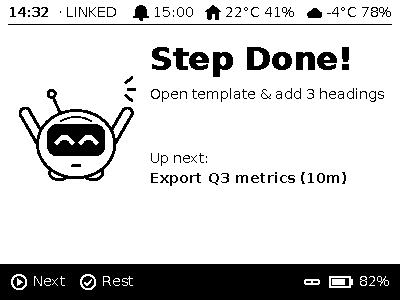 14:32 · LINKED 15:00 22°C 41% -4°C 78%
Step Done!
Open template & add 3 headings
Up next:
Export Q3 metrics (10m)
Next Rest 82%